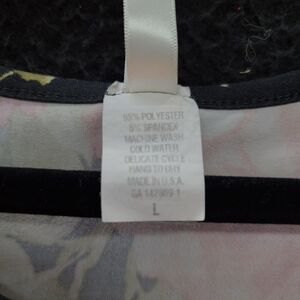 95% POLYESTER
5% SPANDEX
MACHINE WASH
COLD WATER
DELICATE CYCLE
HANG TO DRY
MADE IN U.S.A.
L